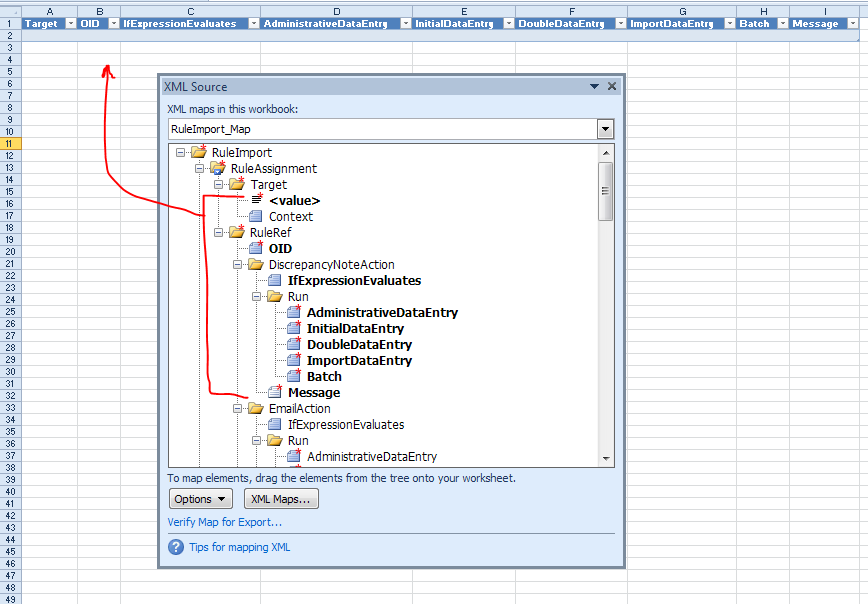 A B C D E F G H I
1 Target OID IfExpressionEvaluates AdministrativeDataEntry InitialDataEntry DoubleDataEntry ImportDataEntry Batch Message
2
3
4
5
6
7
8
9
10
11
12
13
14
15
16
17
18
19
20
21
22
23
24
25
26
27
28
29
30
31
32
33
34
35
36
37
38
39
40
41
42
43
44
45
46
47
48
49
XML Source
XML maps in this workbook:
RuleImport_Map
RuleImport
RuleAssignment
Target
<value>
Context
RuleRef
OID
DiscrepancyNoteAction
IfExpressionEvaluates
Run
AdministrativeDataEntry
InitialDataEntry
DoubleDataEntry
ImportDataEntry
Batch
Message
EmailAction
IfExpressionEvaluates
Run
AdministrativeDataEntry
To map elements, drag the elements from the tree onto your worksheet.
Options XML Maps...
Verify Map for Export...
? Tips for mapping XML